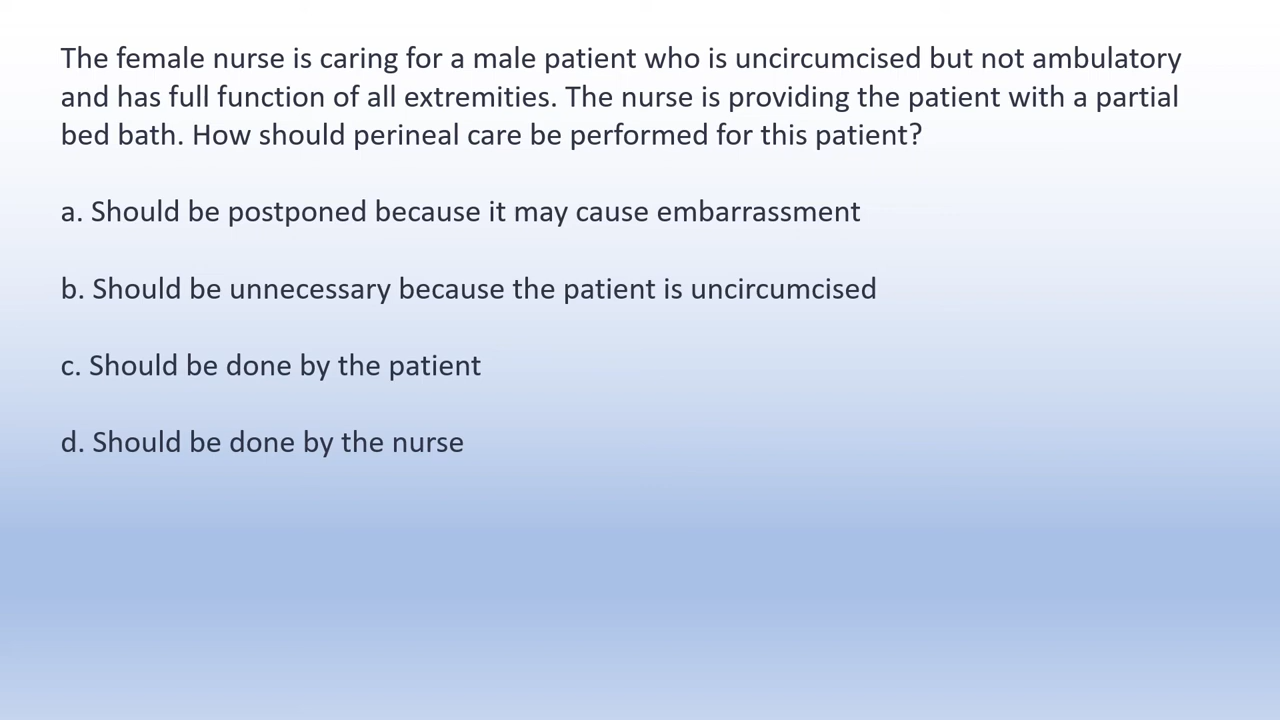 The female nurse is caring for a male patient who is uncircumcised but not ambulatory
and has full function of all extremities. The nurse is providing the patient with a partial
bed bath. How should perineal care be performed for this patient?
a. Should be postponed because it may cause embarrassment
b. Should be unnecessary because the patient is uncircumcised
c. Should be done by the patient
d. Should be done by the nurse